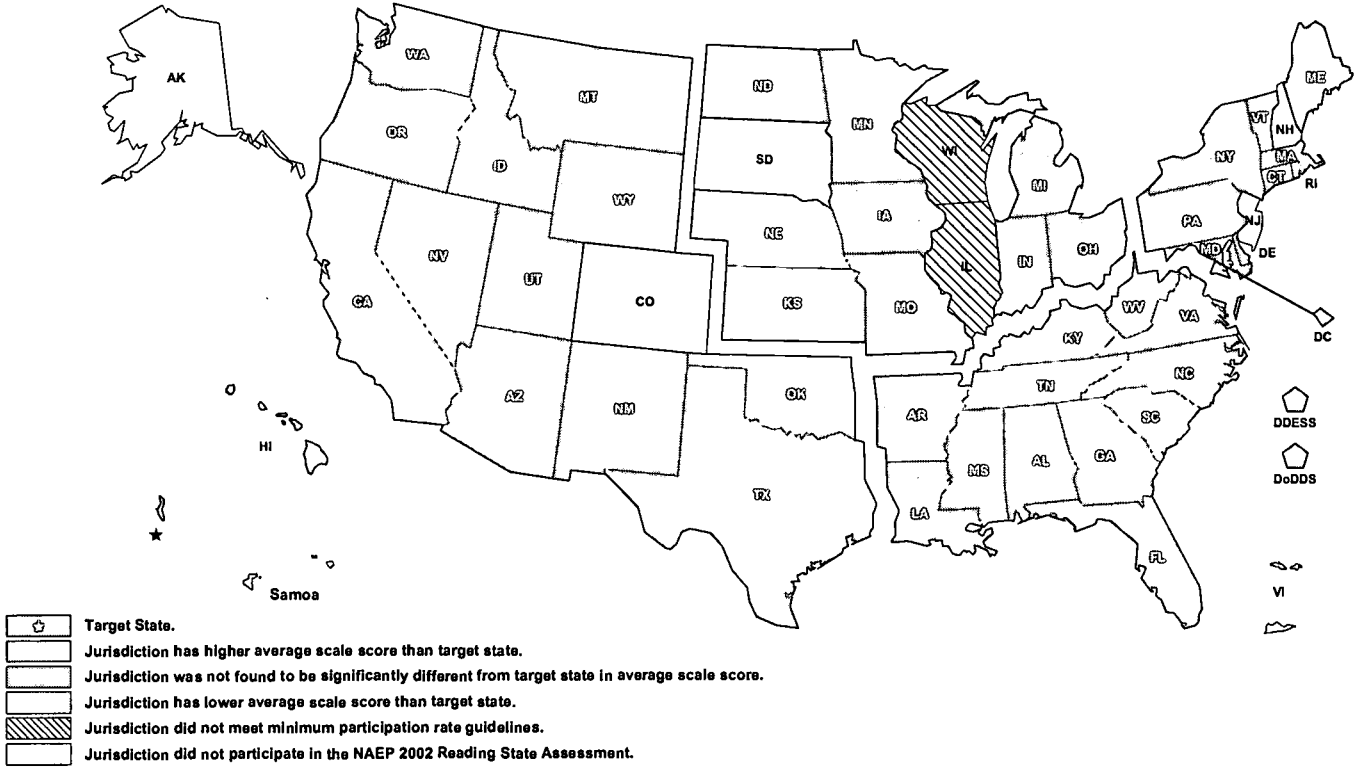 AK
WA
MT
ND
MN
ME
VT
NH
OR
ID
SD
WI
NY
MA
CT
RI
MI
WY
PA
NJ
IA
NE
NV
UT
OH
IN
IL
MD
DE
CA
CO
KS
MO
WV
VA
KY
DC
AZ
NM
OK
TN
NC
AR
SC
DDESS
HI
MS
AL
GA
DoDDS
TX
LA
FL
Samoa
VI
Target State.
Jurisdiction has higher average scale score than target state.
Jurisdiction was not found to be significantly different from target state in average scale score.
Jurisdiction has lower average scale score than target state.
Jurisdiction did not meet minimum participation rate guidelines.
Jurisdiction did not participate in the NAEP 2002 Reading State Assessment.